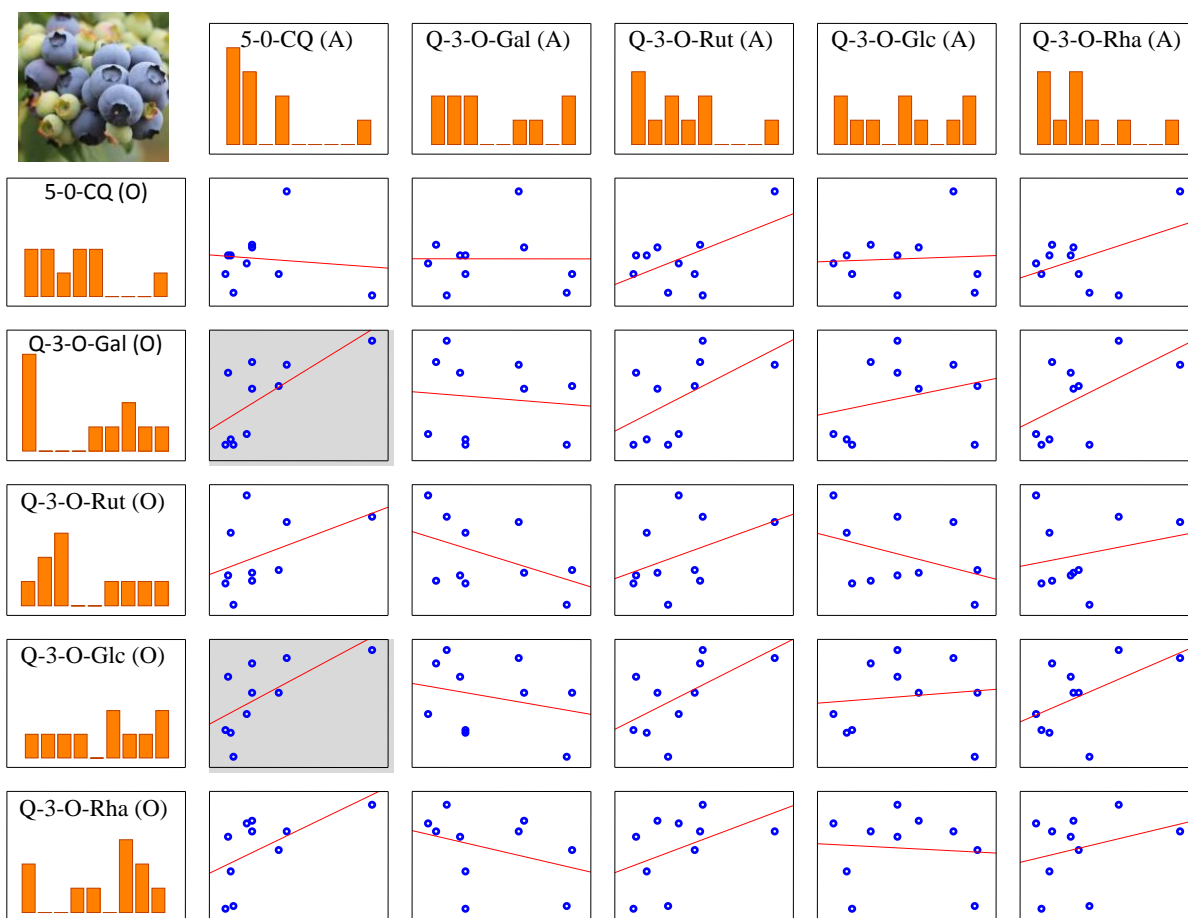 5-0-CQ (A)
Q-3-O-Gal (A)
Q-3-O-Rut (A)
Q-3-O-Glc (A)
Q-3-O-Rha (A)
5-0-CQ (O)
Q-3-O-Gal (O)
Q-3-O-Rut (O)
Q-3-O-Glc (O)
Q-3-O-Rha (O)